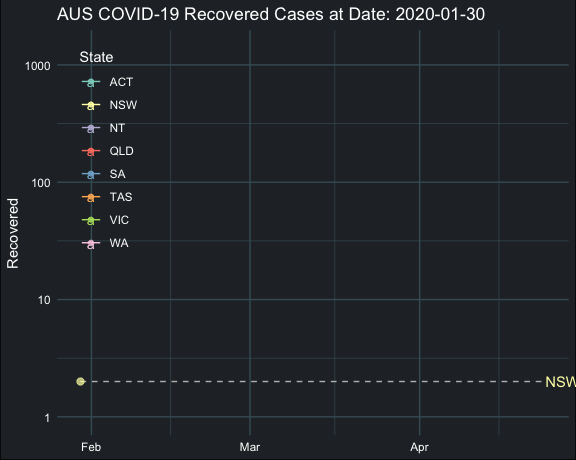 AUS COVID-19 Recovered Cases at Date: 2020-01-30
State
ACT
NSW
NT
QLD
SA
TAS
VIC
WA
Recovered
1000
100
10
1
NSW
Feb Mar Apr